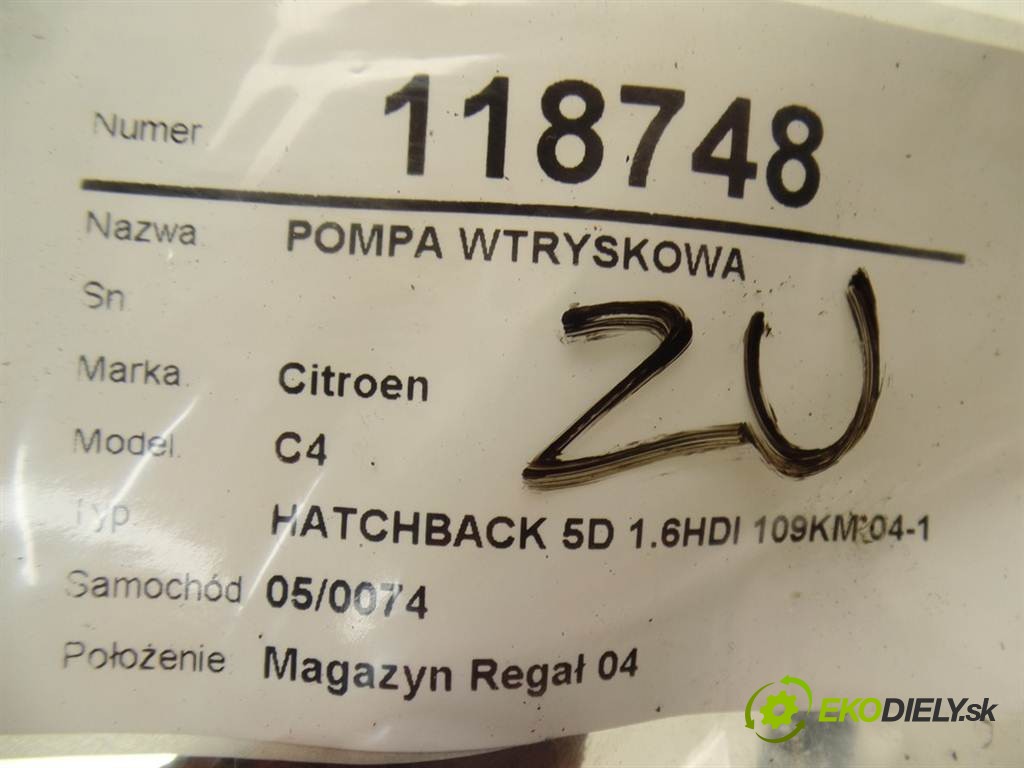 Numer 118748
Nazwa POMPA WTRYSKOWA
Sn
ZU
Marka Citroen
Model C4
Typ HATCHBACK 5D 1.6HDI 109KM 04-1
Samochód 05/0074
Położenie Magazyn Regał 04
EKODIELY.sk